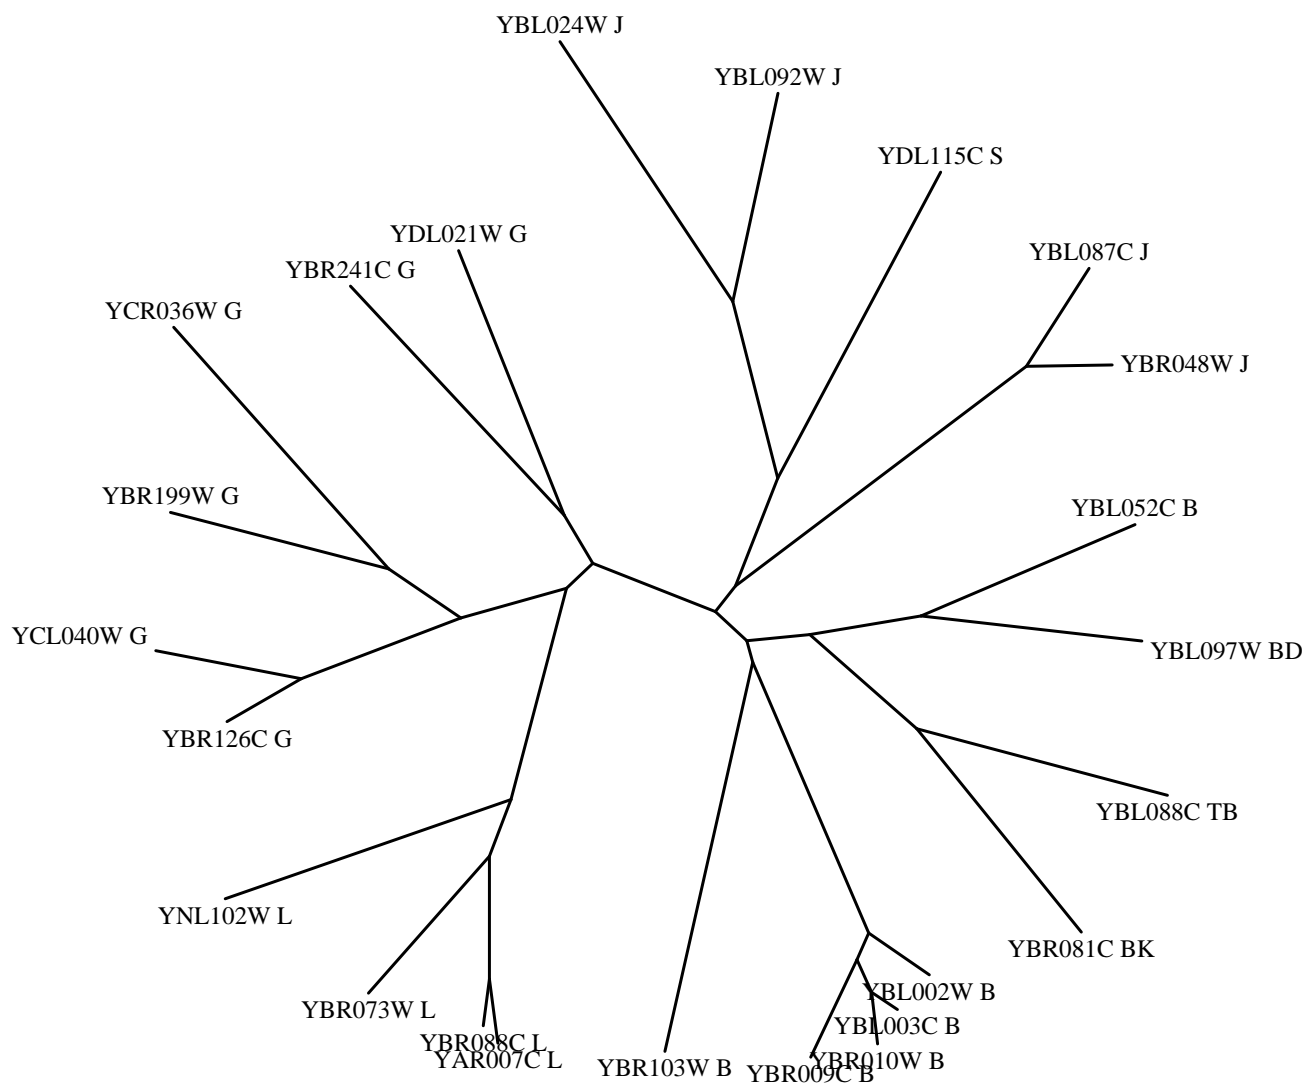 YBL024W J
YBL092W J
YDL115C S
YDL021W G
YBL087C J
YBR241C G
YCR036W G
YBR048W J
YBR199W G
YBL052C B
YCL040W G
YBL097W BD
YBR126C G
YBL088C TB
YNL102W L
YBR081C BK
YBL002W B
YBR073W L
YBL003C B
YBR088C L
YAR007C L
YBR010W B
YBR103W B
YBR009C B